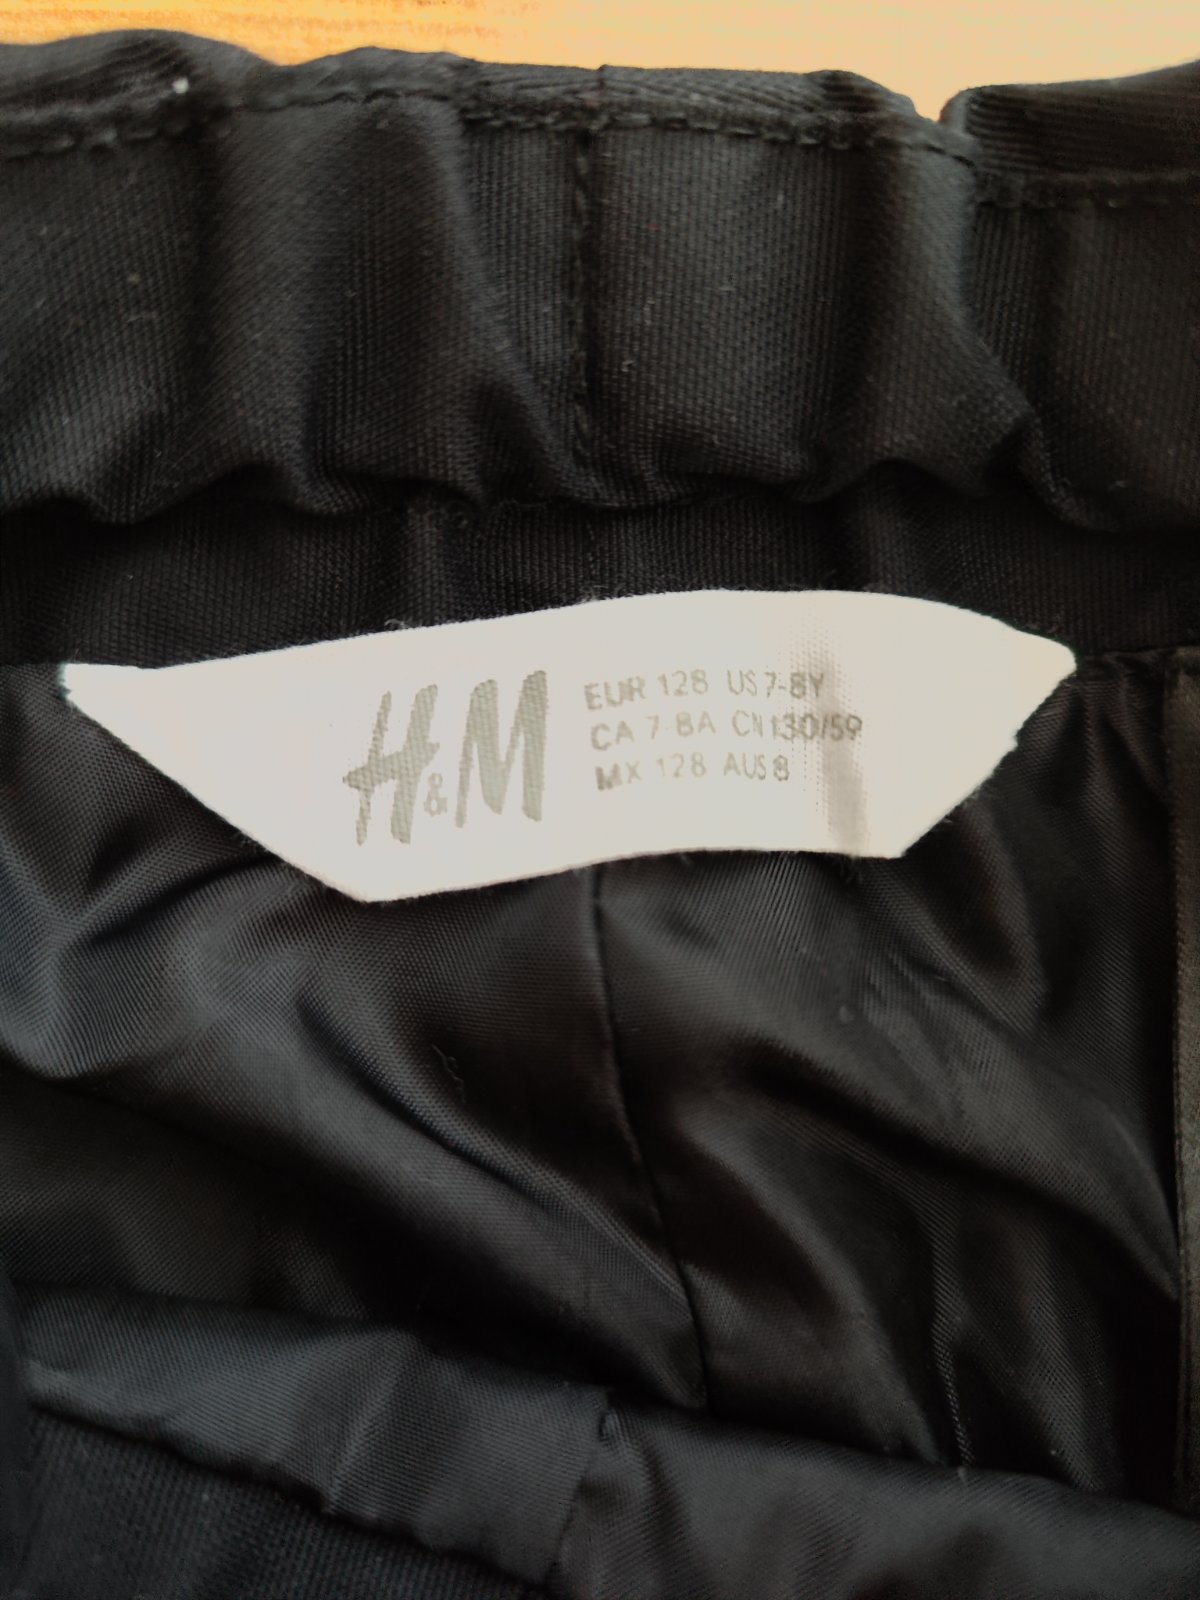 H&M
EUR 128 US 7-8Y
CA 7-8A CN 130/59
MX 128 AUS 8